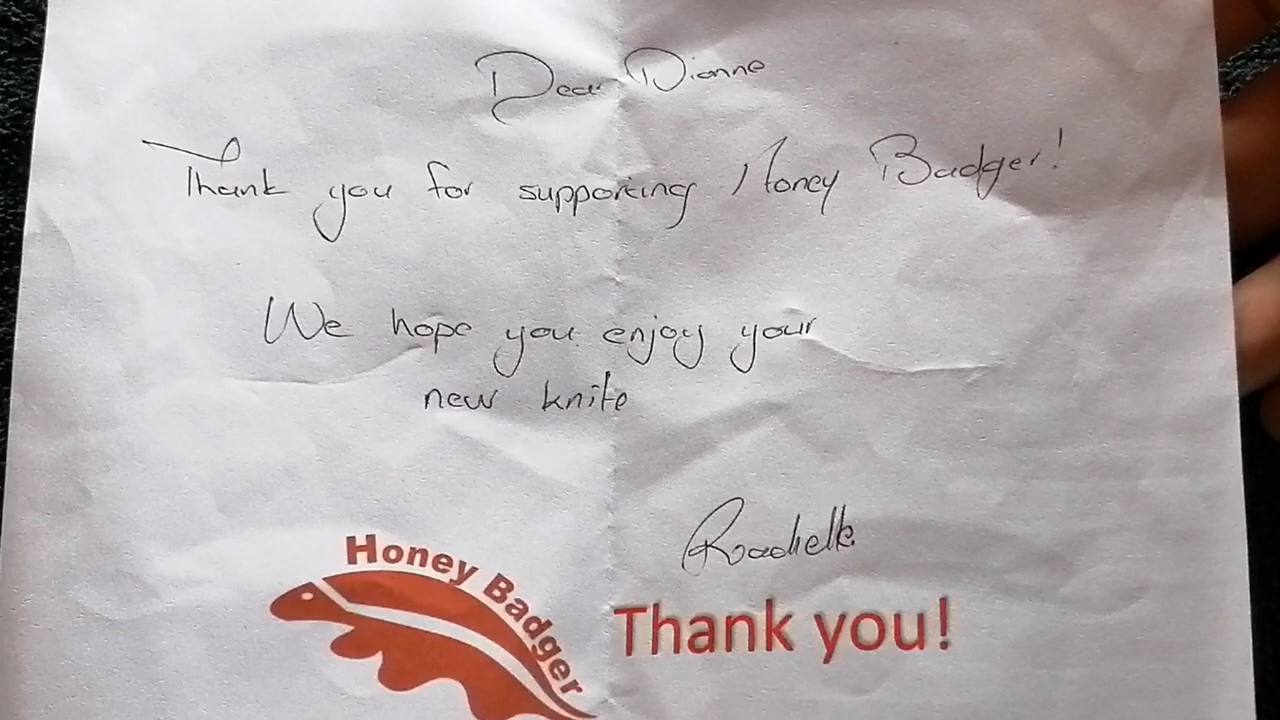 Dear Dianne
Thank you for supporting Honey Badger!
We hope you enjoy your
new knife
Honey Badger
Thank you!